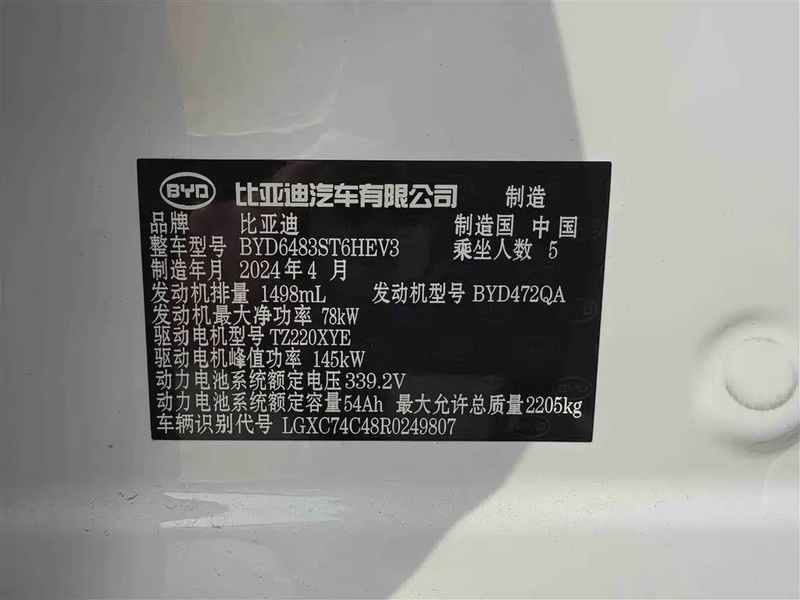 BYD 比亚迪汽车有限公司 制造
品牌 比亚迪 制造国 中国
整车型号 BYD6483ST6HEV3 乘坐人数 5
制造年月 2024年4月
发动机排量 1498mL 发动机型号 BYD472QA
发动机最大净功率 78kW
驱动电机型号 TZ220XYE
驱动电机峰值功率 145kW
动力电池系统额定电压 339.2V
动力电池系统额定容量 54Ah 最大允许总质量 2205kg
车辆识别代号 LGXC74C48R0249807